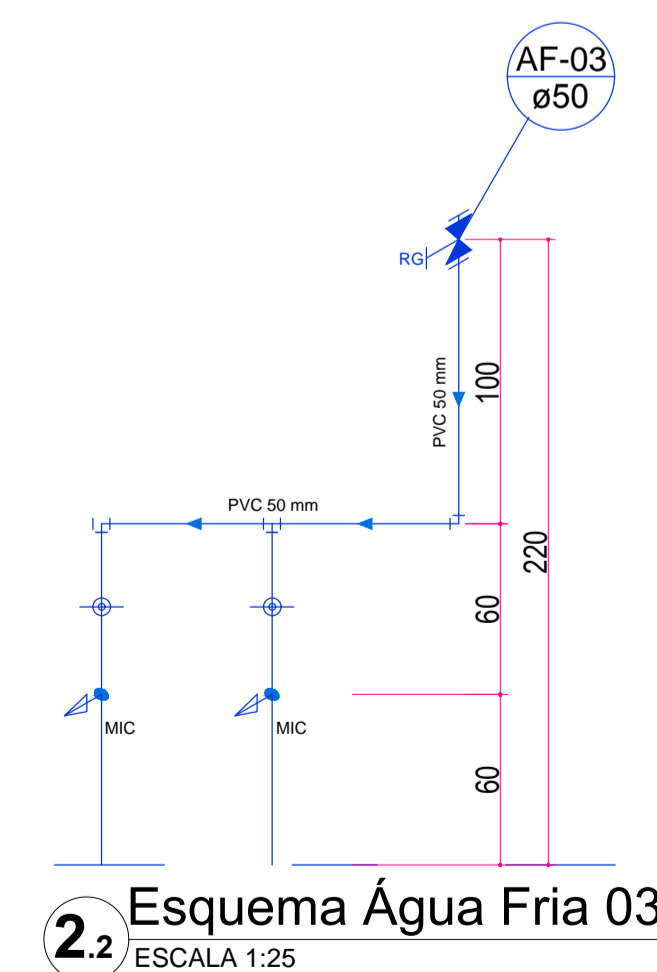 AF-03
ø50
RG
PVC 50 mm
100
PVC 50 mm
220
60
MIC
MIC
60
2.2
Esquema Água Fria 03
ESCALA 1:25